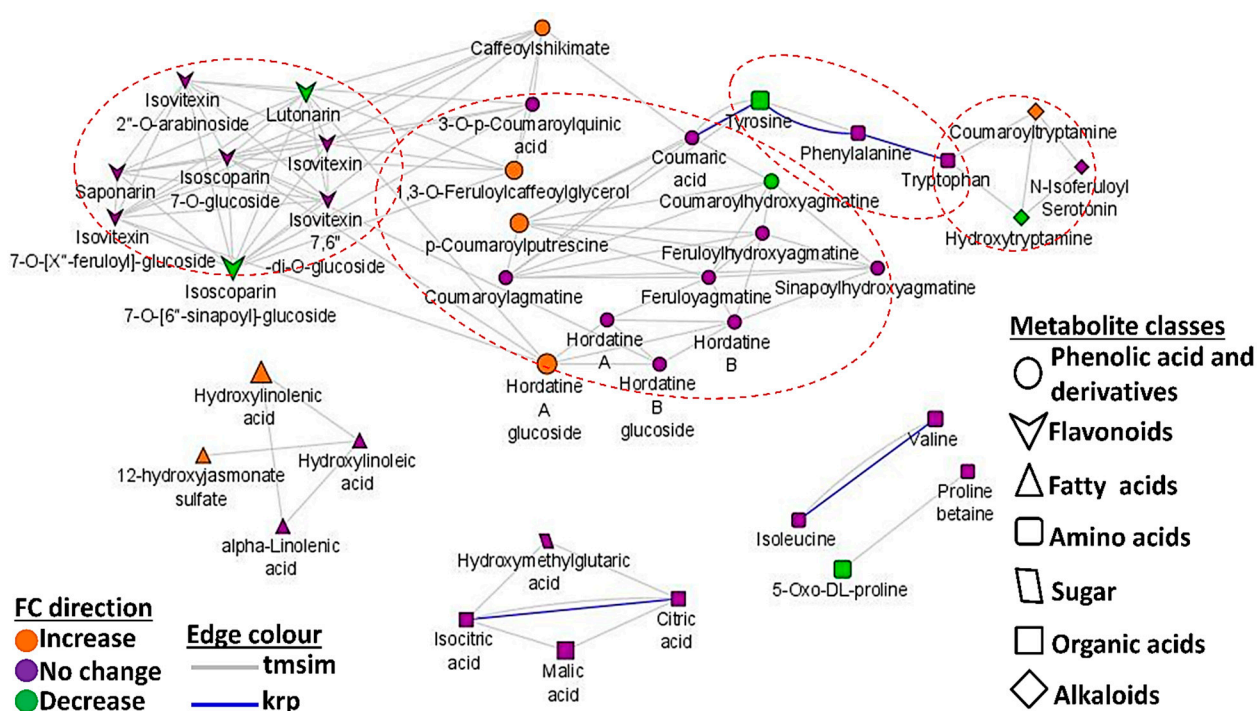 Caffeoylshikimate
Isovitexin
2"-O-arabinoside
Lutonarin
3-O-p-Coumaroylquinic
acid
Tyrosine
Coumaroyltryptamine
Isovitexin
Coumaric
acid
Phenylalanine
Saponarin
Isoscoparin
7-O-glucoside
1,3-O-Feruloylcaffeoylglycerol
Coumaroylhydroxyagmatine
Tryptophan
N-Isoferuloyl
Serotonin
Isovitexin
7-O-[X"-feruloyl]-glucoside
Isovitexin
7,6"
-di-O-glucoside
p-Coumaroylputrescine
Feruloylhydroxyagmatine
Hydroxytryptamine
Isoscoparin
7-O-[6"-sinapoyl]-glucoside
Coumaroylagmatine
Feruloyagmatine
Sinapoylhydroxyagmatine
Hordatine
A
Hordatine
B
Hordatine
A
glucoside
Hordatine
B
glucoside
Hydroxylinolenic
acid
12-hydroxyjasmonate
sulfate
Hydroxylinoleic
acid
alpha-Linolenic
acid
Valine
Proline
betaine
Isoleucine
5-Oxo-DL-proline
Hydroxymethylglutaric
acid
Isocitric
acid
Citric
acid
Malic
acid
Metabolite classes
Phenolic acid and
derivatives
Flavonoids
Fatty acids
Amino acids
Sugar
Organic acids
Alkaloids
FC direction
Increase
No change
Decrease
Edge colour
tmsim
krp